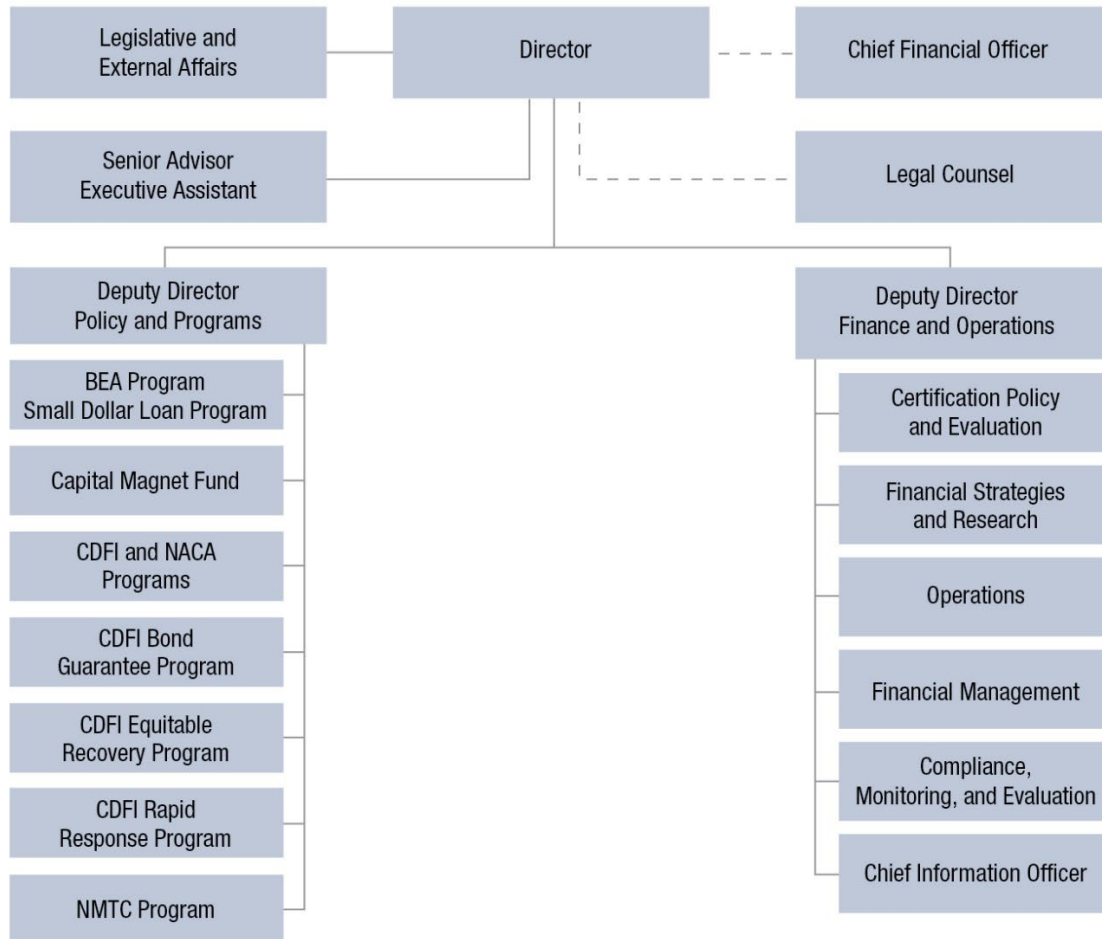 Legislative and
External Affairs
Director
Chief Financial Officer
Senior Advisor
Executive Assistant
Legal Counsel
Deputy Director
Policy and Programs
BEA Program
Small Dollar Loan Program
Capital Magnet Fund
CDFI and NACA
Programs
CDFI Bond
Guarantee Program
CDFI Equitable
Recovery Program
CDFI Rapid
Response Program
NMTC Program
Deputy Director
Finance and Operations
Certification Policy
and Evaluation
Financial Strategies
and Research
Operations
Financial Management
Compliance,
Monitoring, and Evaluation
Chief Information Officer